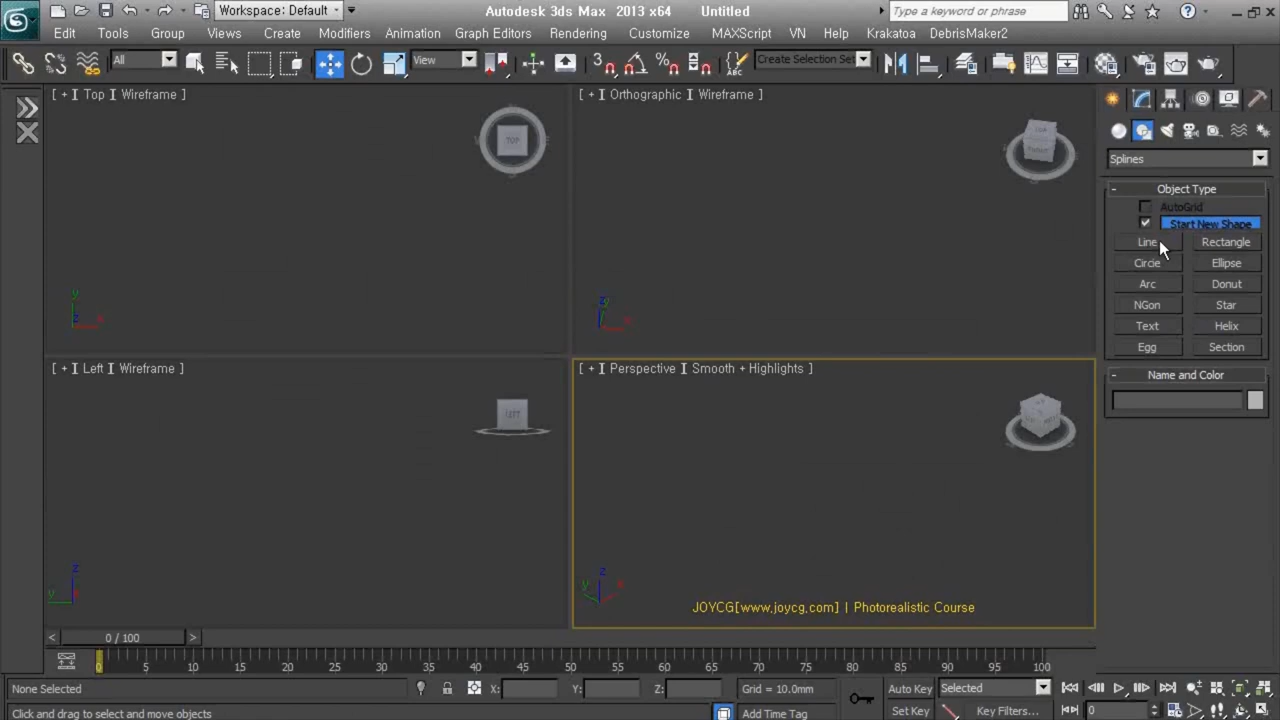 Workspace: Default
Autodesk 3ds Max 2013 x64 Untitled
Type a keyword or phrase
Edit Tools Group Views Create Modifiers Animation Graph Editors Rendering Customize MAXScript VN Help Krakatoa DebrisMaker2
All View 3 Create Selection Set
[ + ] Top ] Wireframe ]
TOP
[ + ] Orthographic ] Wireframe ]
Splines
- Object Type
AutoGrid
Start New Shape
Line Rectangle
Circle Ellipse
Arc Donut
NGon Star
Text Helix
Egg Section
- Name and Color
[ + ] Left ] Wireframe ]
LEFT
[ + ] Perspective ] Smooth + Highlights ]
JOYCG[www.joycg.com] | Photorealistic Course
< 0 / 100 >
0 5 10 15 20 25 30 35 40 45 50 55 60 65 70 75 80 85 90 95 100
None Selected X: Y: Z: Grid = 10.0mm Auto Key Selected
Click and drag to select and move objects Add Time Tag Set Key Key Filters... 0